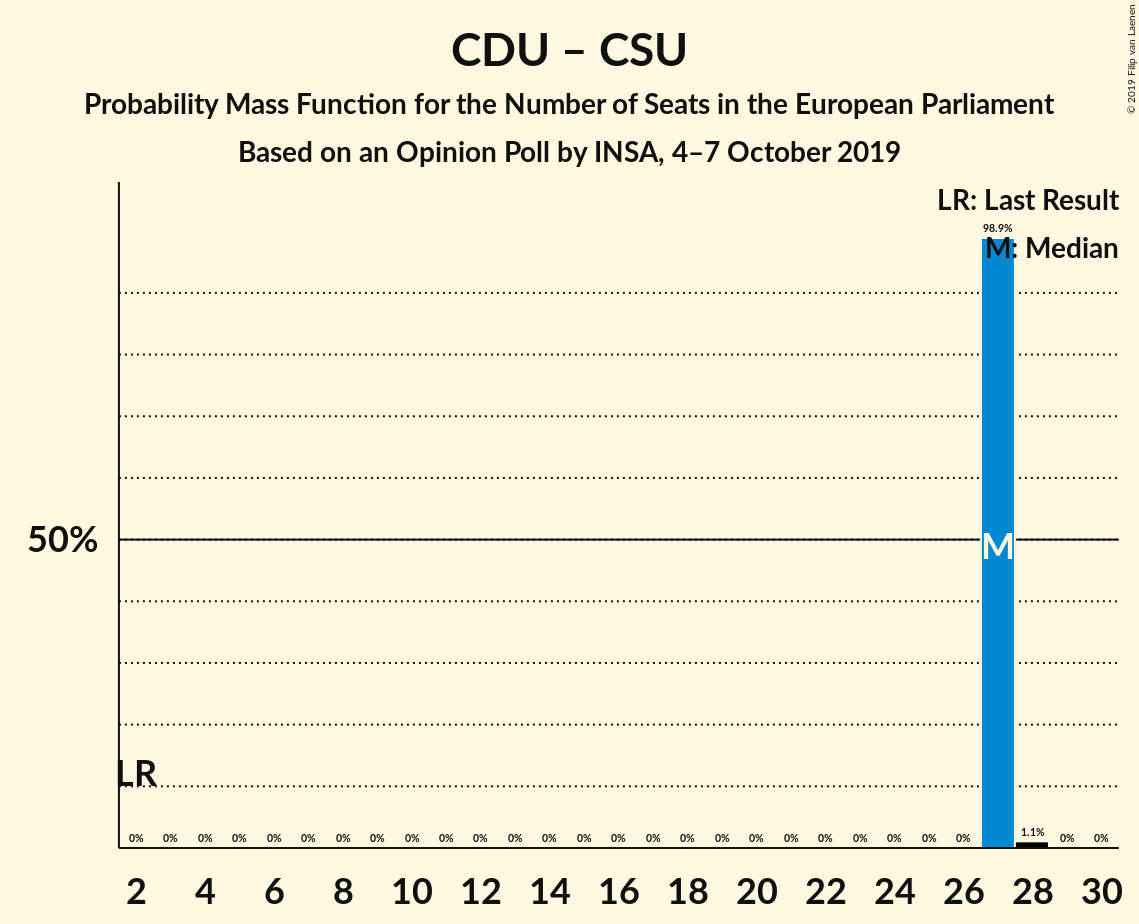 © 2019 Filip van Laenen
CDU – CSU
Probability Mass Function for the Number of Seats in the European Parliament
Based on an Opinion Poll by INSA, 4–7 October 2019
LR: Last Result
98.9%
M: Median
50%
M
LR
0% 0% 0% 0% 0% 0% 0% 0% 0% 0% 0% 0% 0% 0% 0% 0% 0% 0% 0% 0% 0% 0% 0% 0% 0% 1.1% 0% 0%
2 4 6 8 10 12 14 16 18 20 22 24 26 28 30